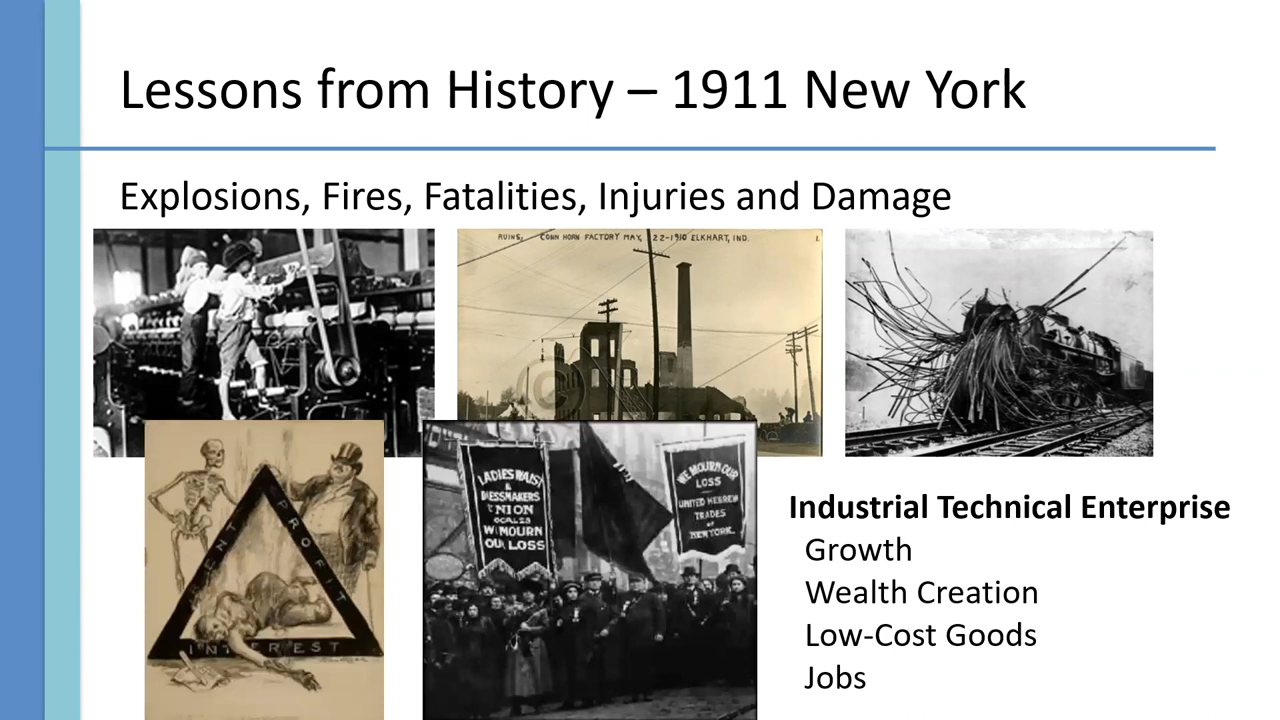 Lessons from History – 1911 New York
Explosions, Fires, Fatalities, Injuries and Damage
RUINS, CONN HORN FACTORY MAY, 22-1910 ELKHART, IND.
PROFIT
INTEREST
LADIES WAIST
&
DRESSMAKERS
UNION
LOCAL 25
WE MOURN
OUR LOSS
WE MOURN OUR
LOSS
UNITED HEBREW
TRADES
OF
NEW YORK.
Industrial Technical Enterprise
Growth
Wealth Creation
Low-Cost Goods
Jobs